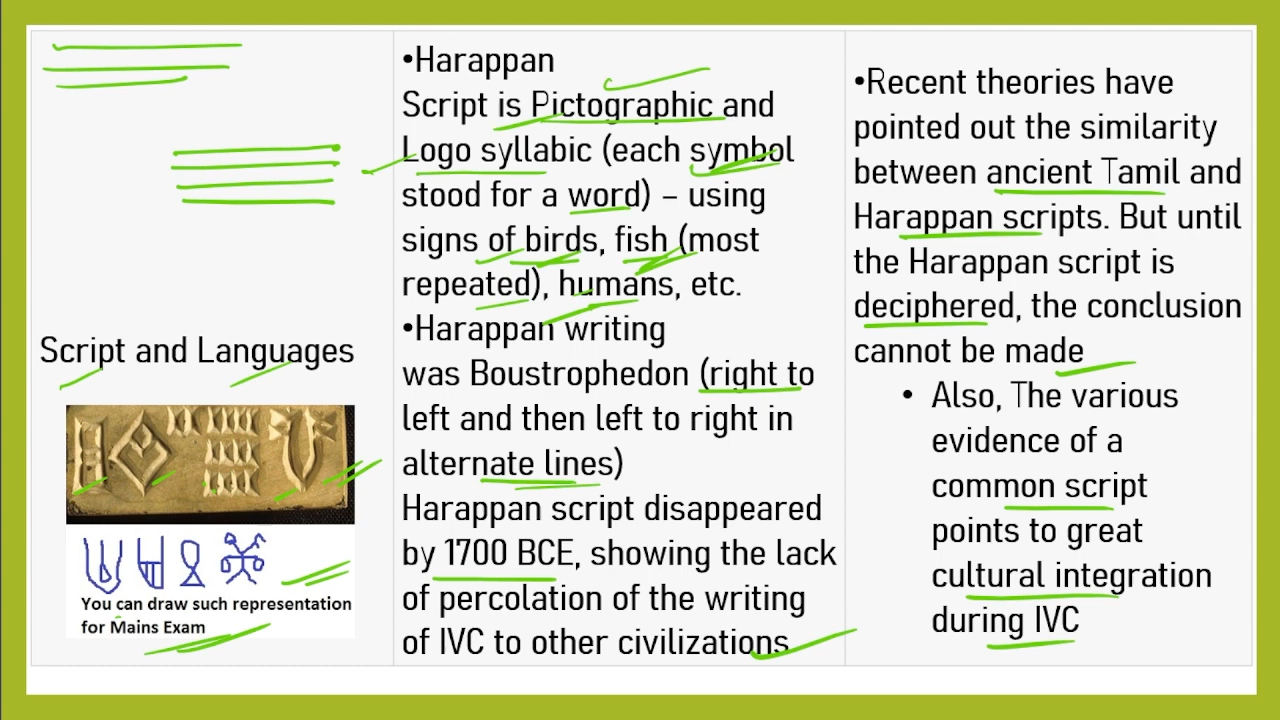 Script and Languages
You can draw such representation
for Mains Exam
•Harappan
Script is Pictographic and
Logo syllabic (each symbol
stood for a word) – using
signs of birds, fish (most
repeated), humans, etc.
•Harappan writing
was Boustrophedon (right to
left and then left to right in
alternate lines)
Harappan script disappeared
by 1700 BCE, showing the lack
of percolation of the writing
of IVC to other civilizations
•Recent theories have
pointed out the similarity
between ancient Tamil and
Harappan scripts. But until
the Harappan script is
deciphered, the conclusion
cannot be made
• Also, The various
evidence of a
common script
points to great
cultural integration
during IVC